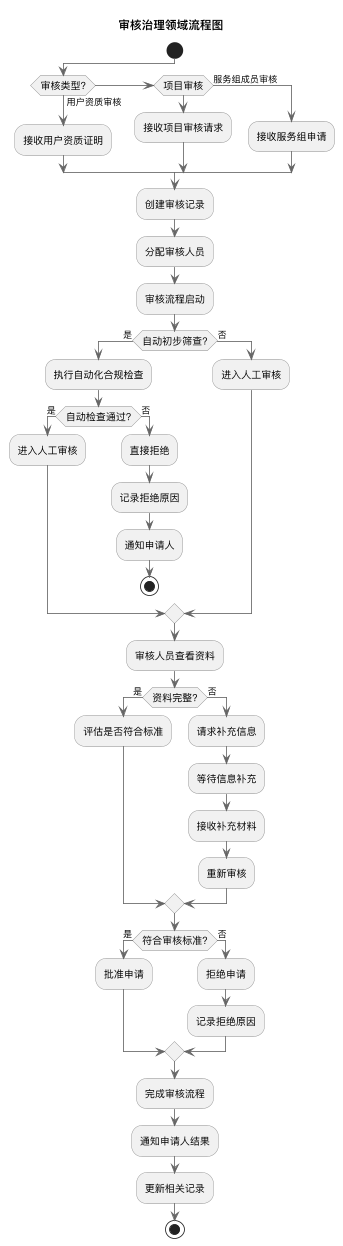 审核治理领域流程图
审核类型?
项目审核
服务组成员审核
用户资质审核
接收用户资质证明
接收项目审核请求
接收服务组申请
创建审核记录
分配审核人员
审核流程启动
是
自动初步筛查?
否
执行自动化合规检查
进入人工审核
是
自动检查通过?
否
进入人工审核
直接拒绝
记录拒绝原因
通知申请人
审核人员查看资料
是
资料完整?
否
评估是否符合标准
请求补充信息
等待信息补充
接收补充材料
重新审核
是
符合审核标准?
否
批准申请
拒绝申请
记录拒绝原因
完成审核流程
通知申请人结果
更新相关记录